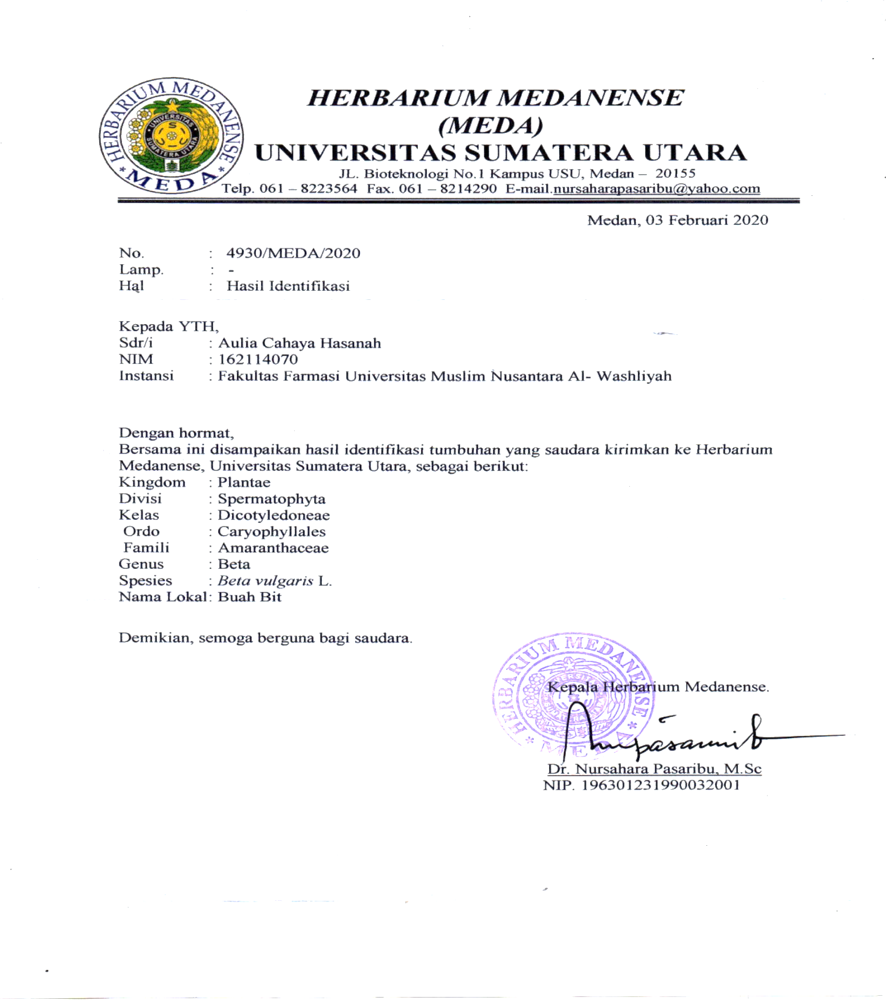 HERBARIUM MEDANENSE
* MEDA *
UNIVERSITAS
SUMATERA UTARA
HERBARIUM MEDANENSE
(MEDA)
UNIVERSITAS SUMATERA UTARA
JL. Bioteknologi No.1 Kampus USU, Medan – 20155
Telp. 061 – 8223564 Fax. 061 – 8214290 E-mail.nursaharapasaribu@yahoo.com
Medan, 03 Februari 2020
No. : 4930/MEDA/2020
Lamp. : -
Hal : Hasil Identifikasi
Kepada YTH,
Sdr/i : Aulia Cahaya Hasanah
NIM : 162114070
Instansi : Fakultas Farmasi Universitas Muslim Nusantara Al- Washliyah
Dengan hormat,
Bersama ini disampaikan hasil identifikasi tumbuhan yang saudara kirimkan ke Herbarium
Medanense, Universitas Sumatera Utara, sebagai berikut:
Kingdom : Plantae
Divisi : Spermatophyta
Kelas : Dicotyledoneae
Ordo : Caryophyllales
Famili : Amaranthaceae
Genus : Beta
Spesies : Beta vulgaris L.
Nama Lokal: Buah Bit
Demikian, semoga berguna bagi saudara.
HERBARIUM MEDANENSE
* MEDA *
Kepala Herbarium Medanense.
Dr. Nursahara Pasaribu, M.Sc
NIP. 196301231990032001